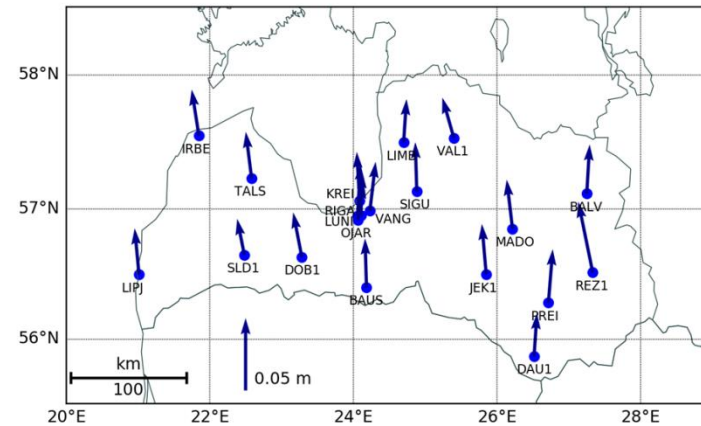 58°N
IRBE
LIME
VAL1
TALS
KREI
SIGU
57°N
RIGA
VANG
BALV
LUNI
OJAR
MADO
SLD1
DOB1
LIPJ
BAUS
JEK1
REZ1
PREI
56°N
DAU1
km
100
0.05 m
20°E 22°E 24°E 26°E 28°E